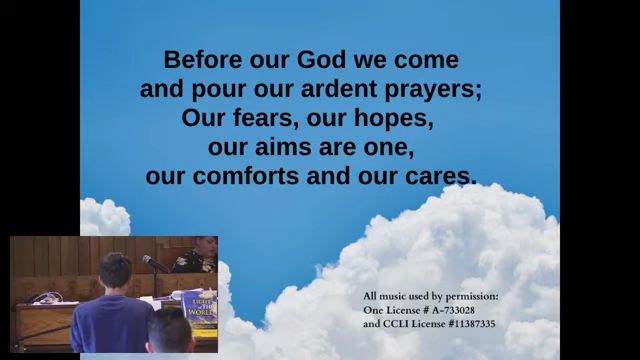 Before our God we come
and pour our ardent prayers;
Our fears, our hopes,
our aims are one,
our comforts and our cares.
All music used by permission:
One License # A-733028
and CCLI License #11387335
LIGHT
OF THE
WORLD